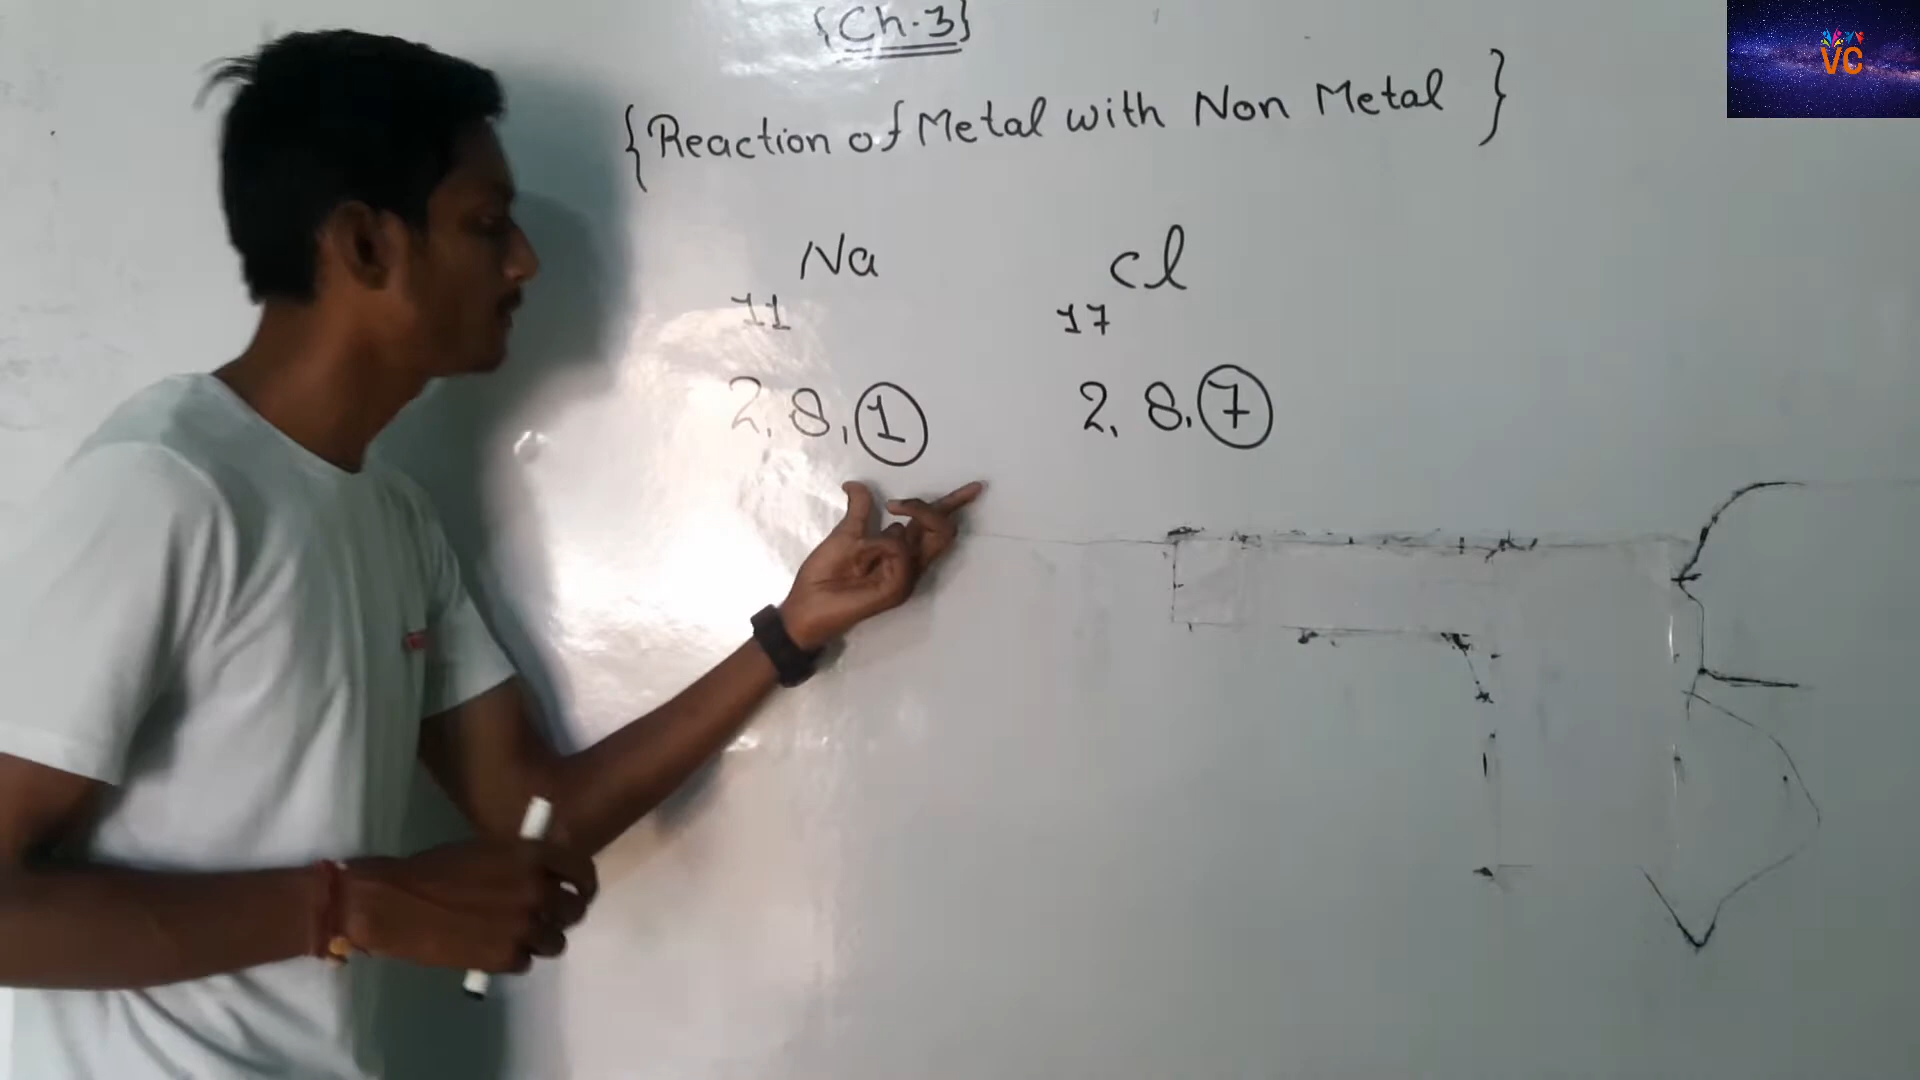 {Ch.3}
{Reaction of Metal with Non Metal}
Na Cl
11 17
2, 8, 1 2, 8, 7
VC